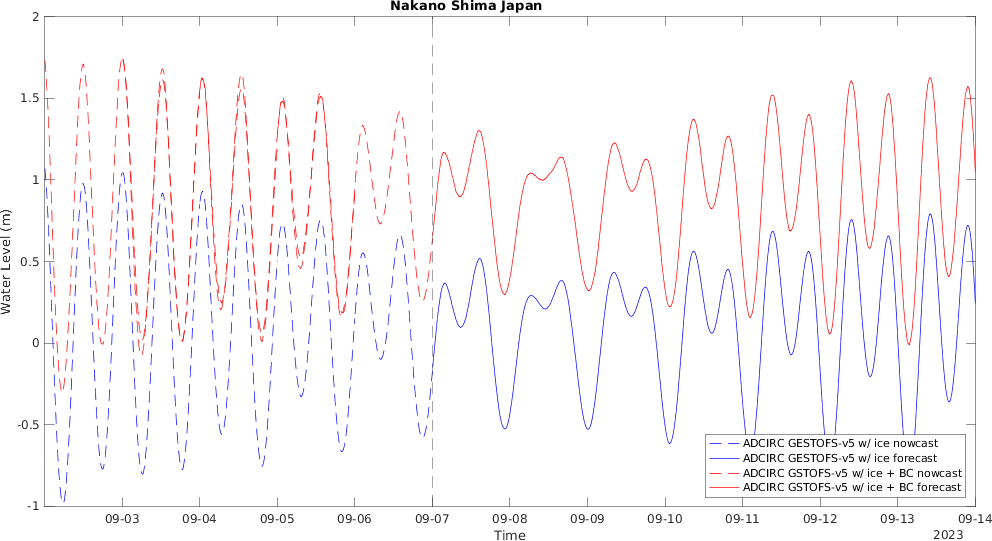 Nakano Shima Japan
2
1.5
1
0.5
0
-0.5
-1
Water Level (m)
ADCIRC GESTOFS-v5 w/ ice nowcast
ADCIRC GESTOFS-v5 w/ ice forecast
ADCIRC GSTOFS-v5 w/ ice + BC nowcast
ADCIRC GSTOFS-v5 w/ ice + BC forecast
09-03 09-04 09-05 09-06 09-07 09-08 09-09 09-10 09-11 09-12 09-13 09-14
Time
2023